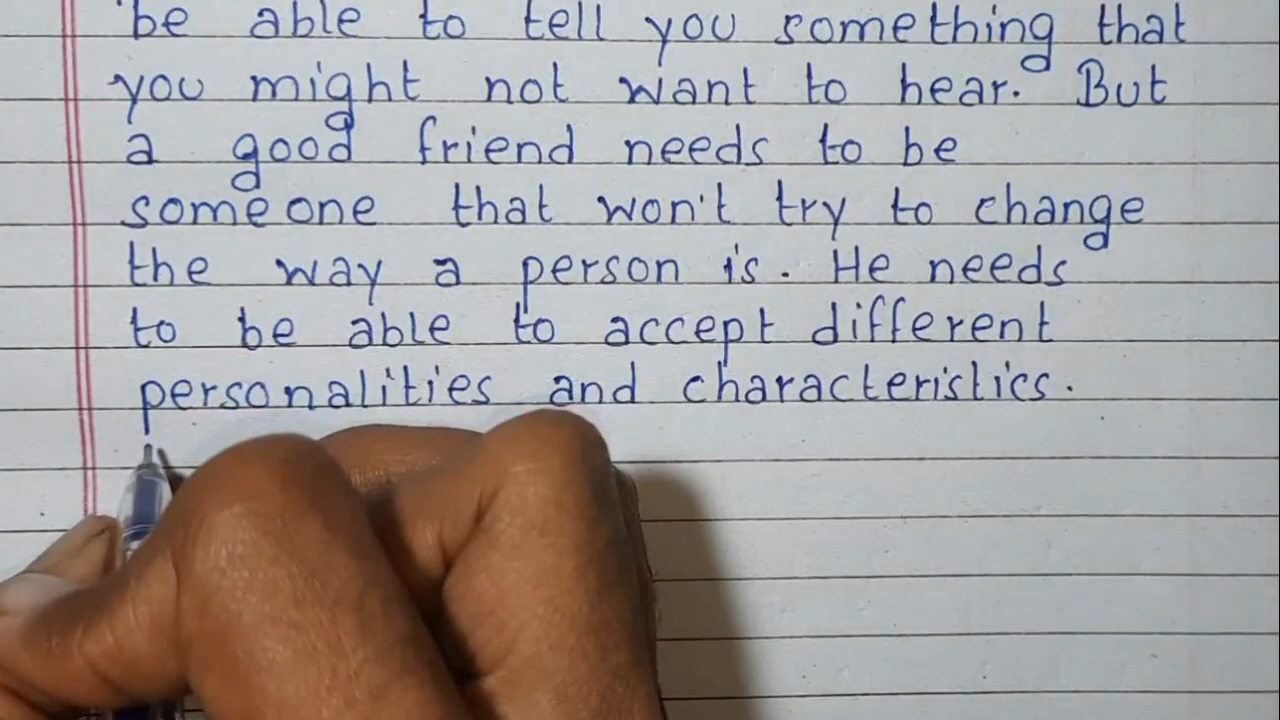 be able to tell you something that
you might not want to hear. But
a good friend needs to be
someone that won't try to change
the way a person is. He needs
to be able to accept different
personalities and characteristics.